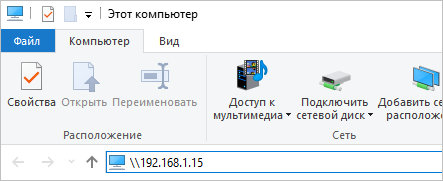 Этот компьютер
Файл Компьютер Вид
Свойства Открыть Переименовать
Доступ к мультимедиа
Подключить сетевой диск
Добавить
Расположение Сеть
\\192.168.1.15